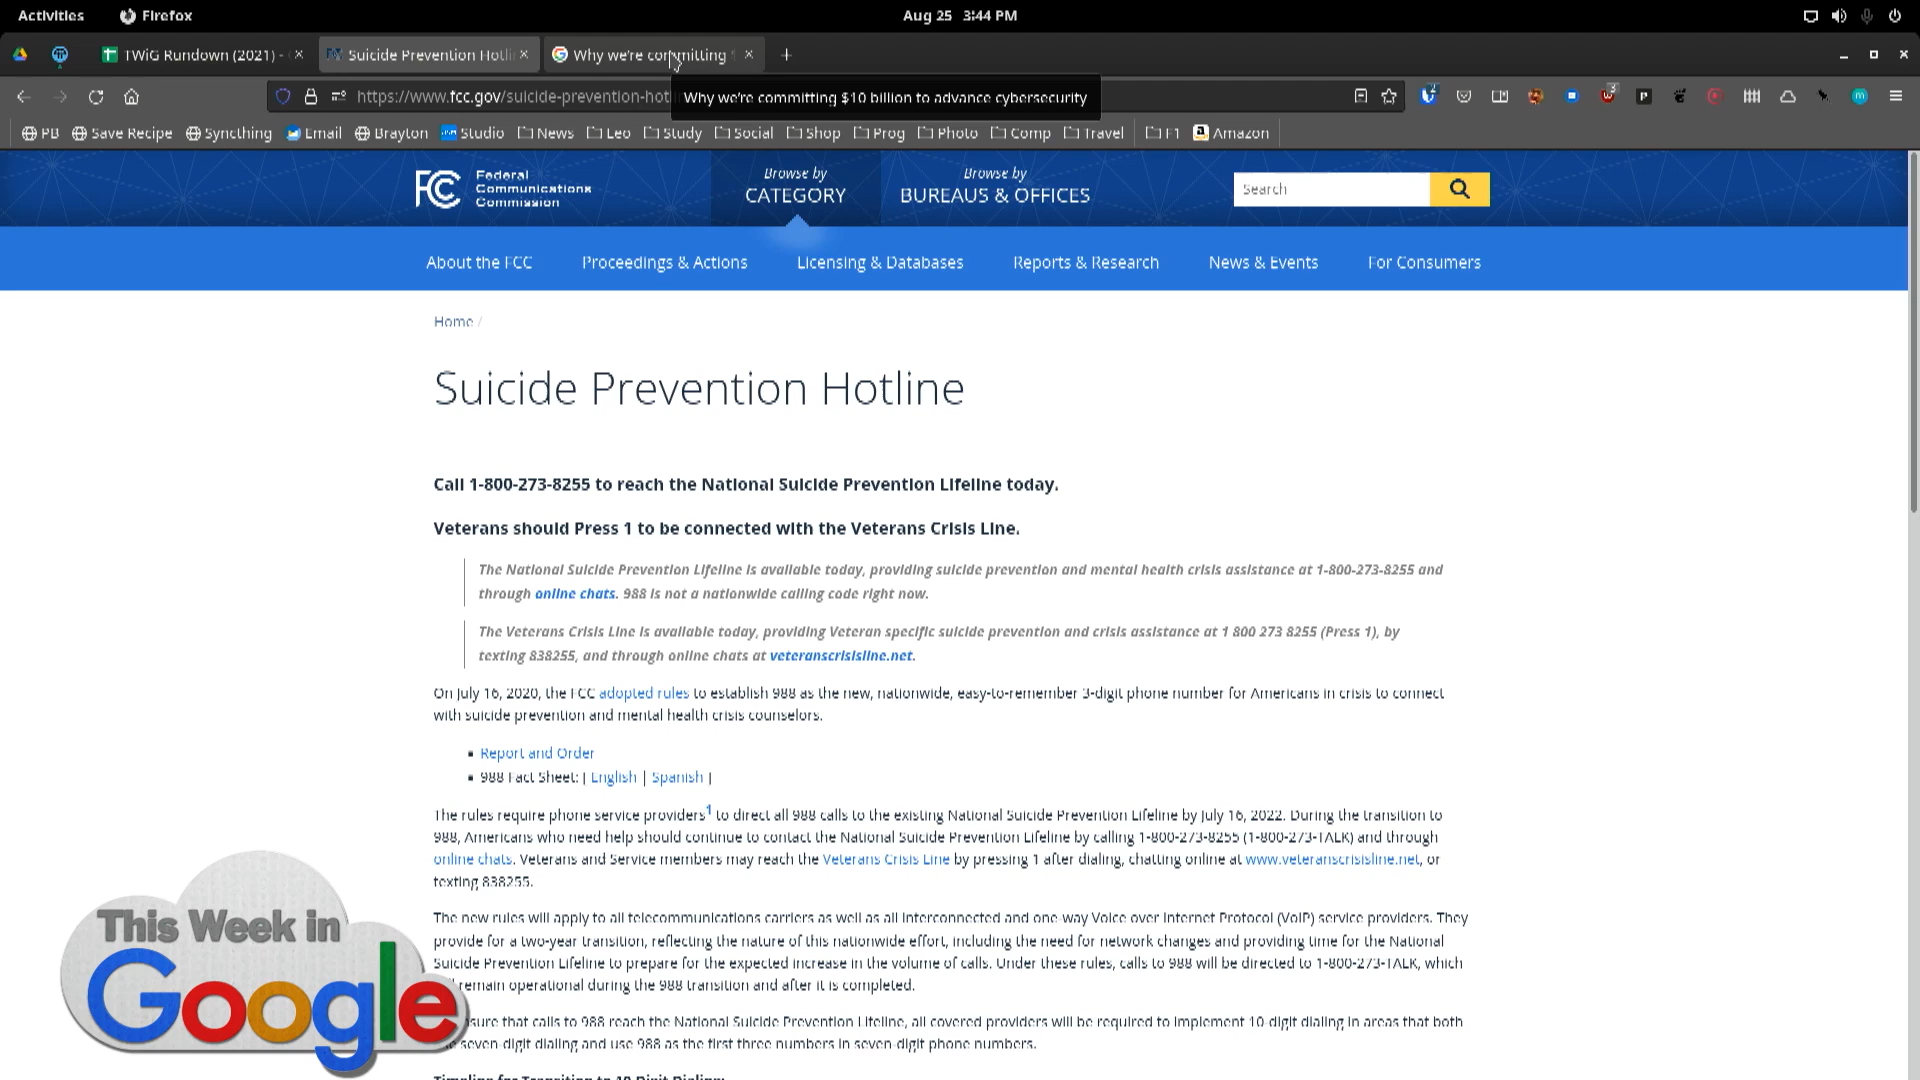 Activities Firefox Aug 25 3:44 PM
TWiG Rundown (2021) - Suicide Prevention Hotli Why we're committing
https://www.fcc.gov/suicide-prevention-hotl Why we're committing $10 billion to advance cybersecurity
PB Save Recipe Syncthing Email Brayton Studio News Leo Study Social Shop Prog Photo Comp Travel F1 Amazon
FCC Federal Communications Commission
Browse by CATEGORY
Browse by BUREAUS & OFFICES
Search
About the FCC Proceedings & Actions Licensing & Databases Reports & Research News & Events For Consumers
Home /
Suicide Prevention Hotline
Call 1-800-273-8255 to reach the National Suicide Prevention Lifeline today.
Veterans should Press 1 to be connected with the Veterans Crisis Line.
The National Suicide Prevention Lifeline is available today, providing suicide prevention and mental health crisis assistance at 1-800-273-8255 and
through online chats. 988 is not a nationwide calling code right now.
The Veterans Crisis Line is available today, providing Veteran specific suicide prevention and crisis assistance at 1 800 273 8255 (Press 1), by
texting 838255, and through online chats at veteranscrisisline.net.
On July 16, 2020, the FCC adopted rules to establish 988 as the new, nationwide, easy-to-remember 3-digit phone number for Americans in crisis to connect
with suicide prevention and mental health crisis counselors.
▪ Report and Order
▪ 988 Fact Sheet: | English | Spanish |
The rules require phone service providers1 to direct all 988 calls to the existing National Suicide Prevention Lifeline by July 16, 2022. During the transition to
988, Americans who need help should continue to contact the National Suicide Prevention Lifeline by calling 1-800-273-8255 (1-800-273-TALK) and through
online chats. Veterans and Service members may reach the Veterans Crisis Line by pressing 1 after dialing, chatting online at www.veteranscrisisline.net, or
texting 838255.
The new rules will apply to all telecommunications carriers as well as all interconnected and one-way Voice over Internet Protocol (VoIP) service providers. They
provide for a two-year transition, reflecting the nature of this nationwide effort, including the need for network changes and providing time for the National
Suicide Prevention Lifeline to prepare for the expected increase in the volume of calls. Under these rules, calls to 988 will be directed to 1-800-273-TALK, which
remain operational during the 988 transition and after it is completed.
sure that calls to 988 reach the National Suicide Prevention Lifeline, all covered providers will be required to implement 10-digit dialing in areas that both
seven-digit dialing and use 988 as the first three numbers in seven-digit phone numbers.
Timeline for Transition to 10-Digit Dialing:
This Week in
Google